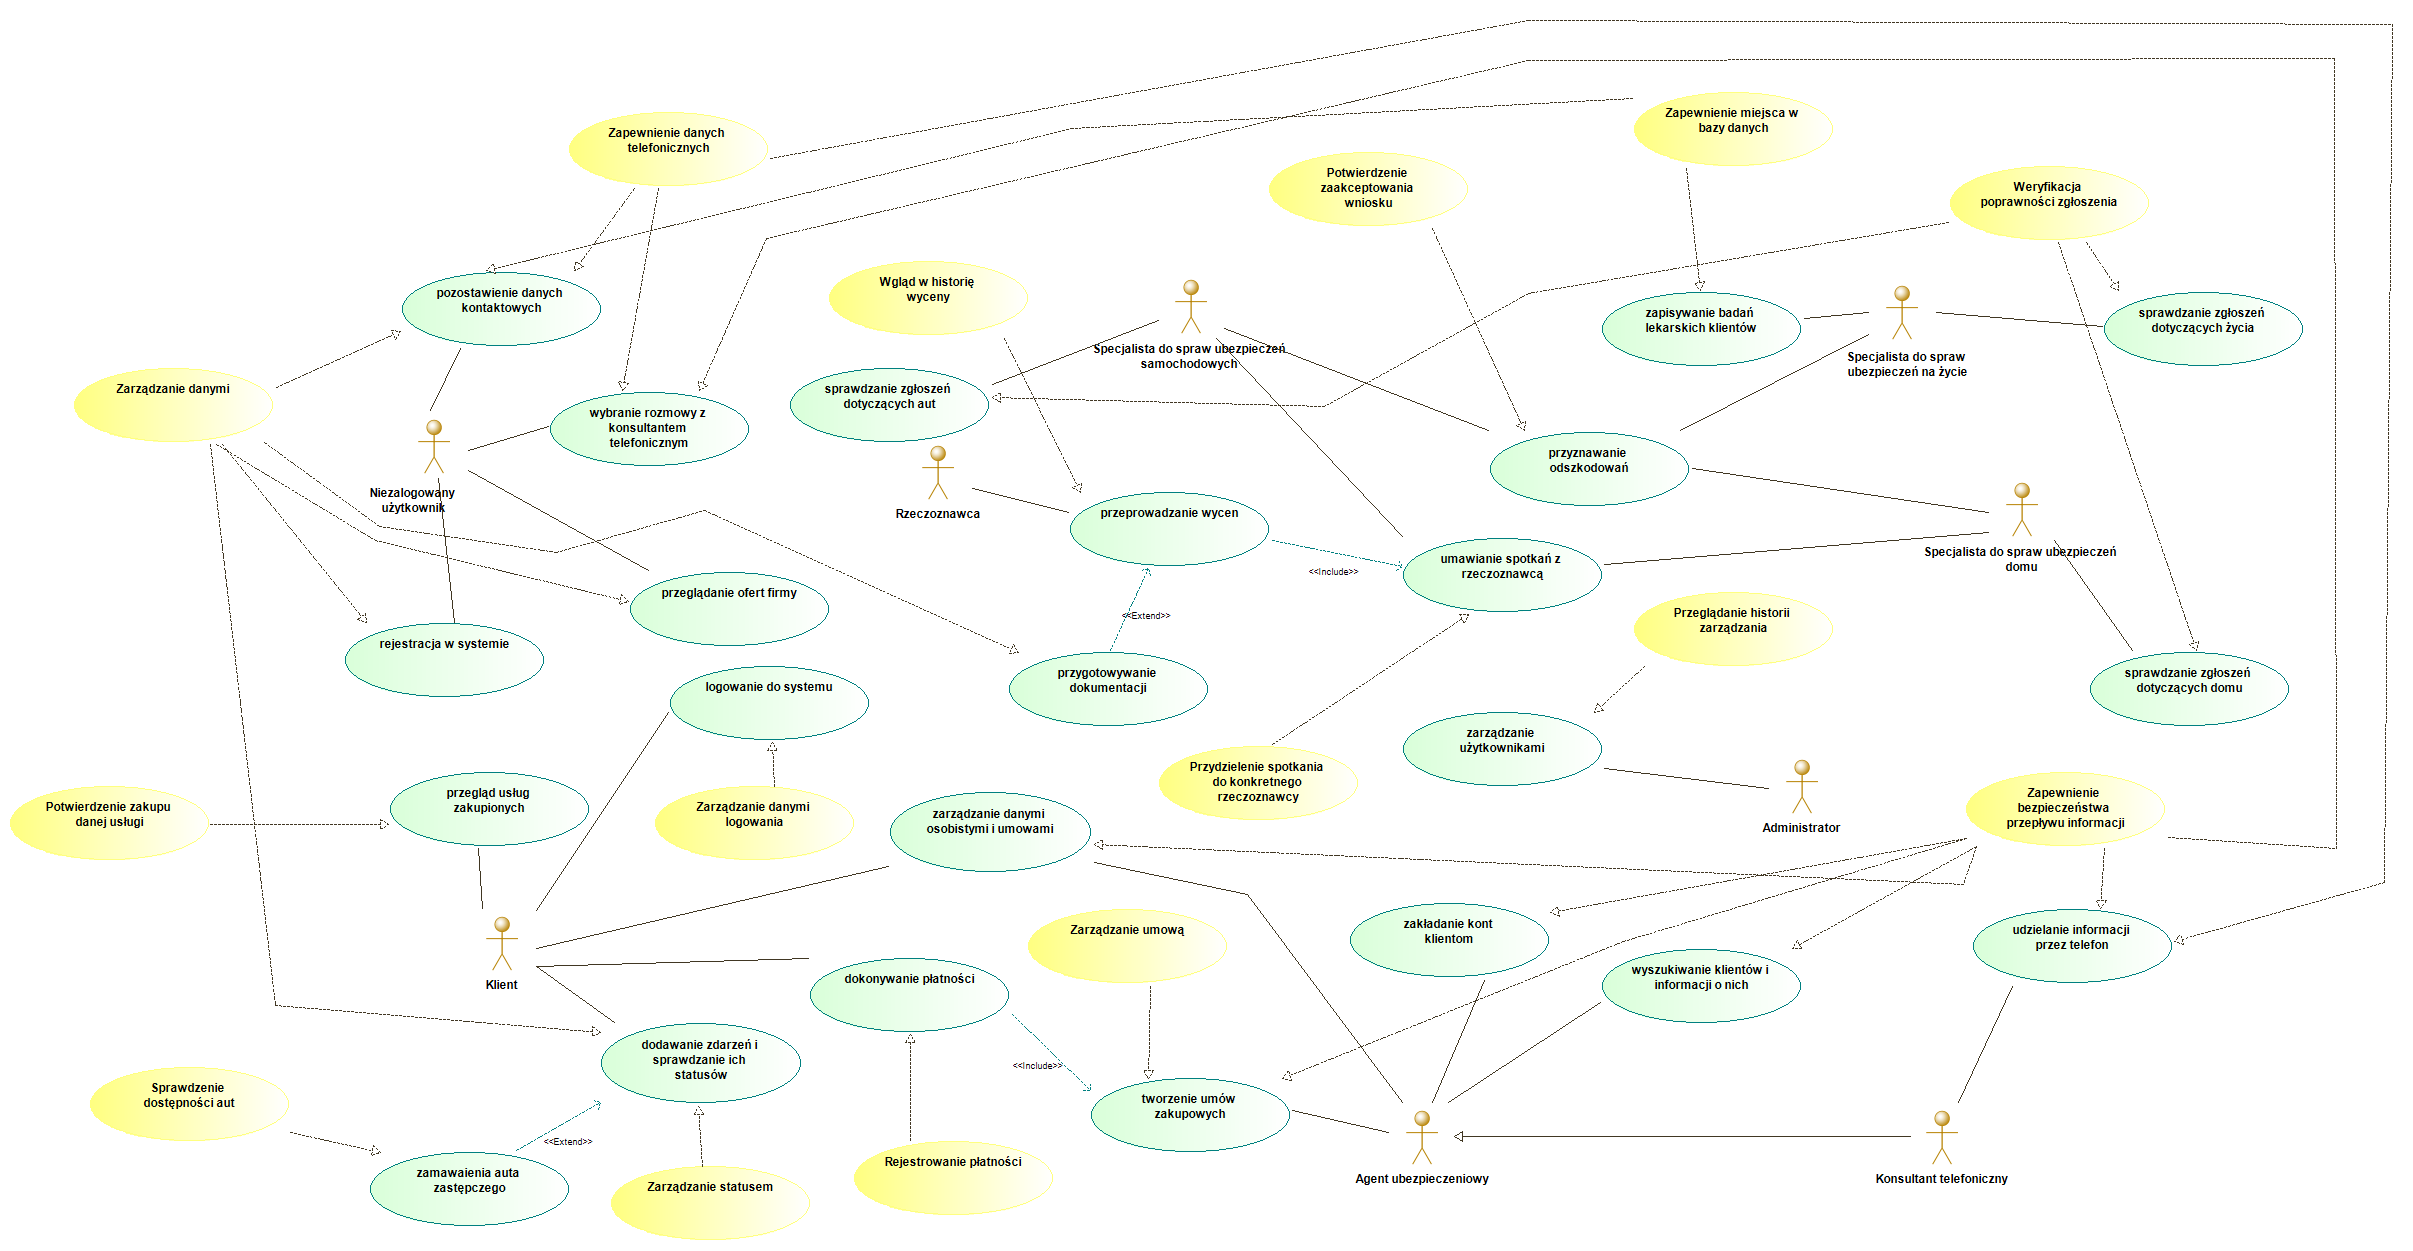 Zapewnienie danych
telefonicznych
Zapewnienie miejsca w
bazy danych
Potwierdzenie
zaakceptowania
wniosku
Weryfikacja
poprawności zgłoszenia
Wgląd w historię
wyceny
pozostawienie danych
kontaktowych
zapisywanie badań
lekarskich klientów
sprawdzanie zgłoszeń
dotyczących życia
Specjalista do spraw ubezpieczeń
samochodowych
Specjalista do spraw
ubezpieczeń na życie
Zarządzanie danymi
sprawdzanie zgłoszeń
dotyczących aut
wybranie rozmowy z
konsultantem
telefonicznym
przyznawanie
odszkodowań
Niezalogowany
użytkownik
Rzeczoznawca
przeprowadzanie wycen
umawianie spotkań z
rzeczoznawcą
<<Include>>
Specjalista do spraw ubezpieczeń
domu
przeglądanie ofert firmy
<<Extend>>
Przeglądanie historii
zarządzania
rejestracja w systemie
przygotowywanie
dokumentacji
sprawdzanie zgłoszeń
dotyczących domu
logowanie do systemu
zarządzanie
użytkownikami
Przydzielenie spotkania
do konkretnego
rzeczoznawcy
Potwierdzenie zakupu
danej usługi
przegląd usług
zakupionych
Zarządzanie danymi
logowania
zarządzanie danymi
osobistymi i umowami
Administrator
Zapewnienie
bezpieczeństwa
przepływu informacji
Zarządzanie umową
zakładanie kont
klientom
udzielanie informacji
przez telefon
Klient
dokonywanie płatności
wyszukiwanie klientów i
informacji o nich
dodawanie zdarzeń i
sprawdzanie ich
statusów
<<Include>>
Sprawdzenie
dostępności aut
tworzenie umów
zakupowych
<<Extend>>
zamawaienia auta
zastępczego
Zarządzanie statusem
Rejestrowanie płatności
Agent ubezpieczeniowy
Konsultant telefoniczny